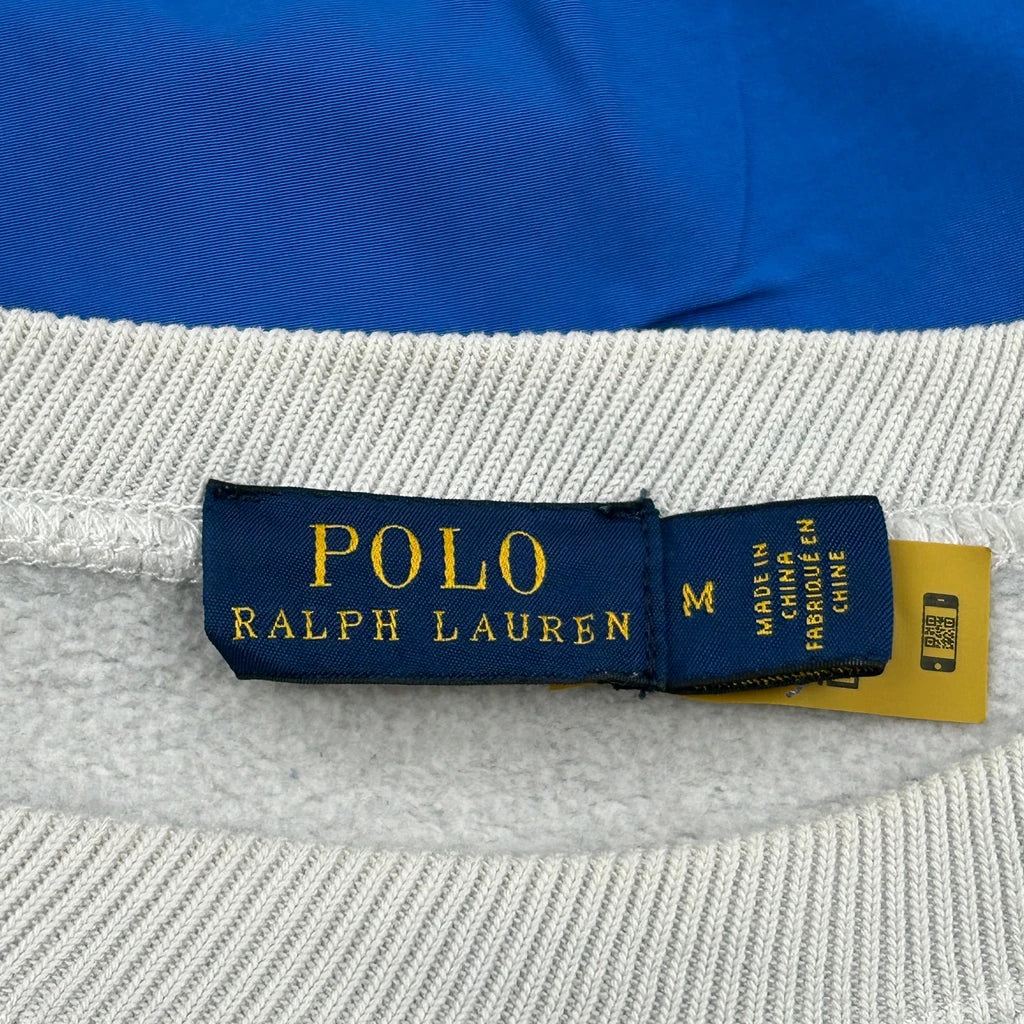 POLO
RALPH LAUREN
M
MADE IN
CHINA
FABRIQUÉ EN
CHINE